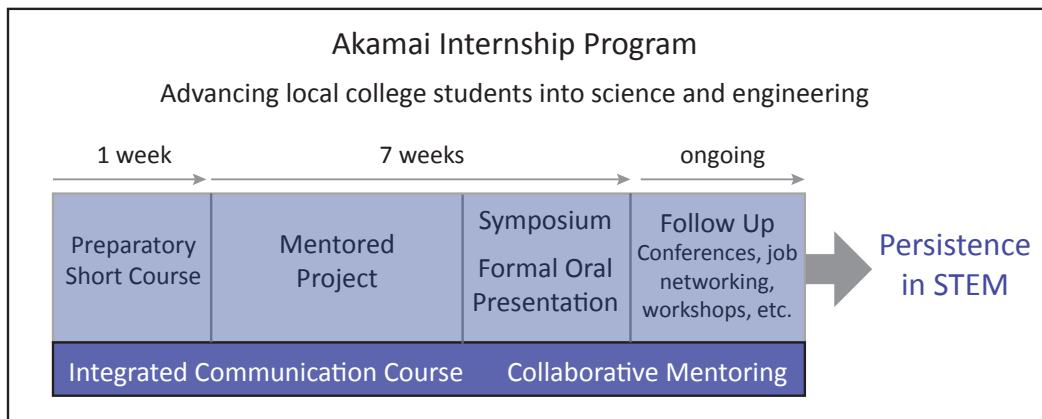 Akamai Internship Program
Advancing local college students into science and engineering
1 week
7 weeks
ongoing
Preparatory
Short Course
Mentored
Project
Symposium
Formal Oral
Presentation
Follow Up
Conferences, job
networking,
workshops, etc.
Persistence
in STEM
Integrated Communication Course
Collaborative Mentoring